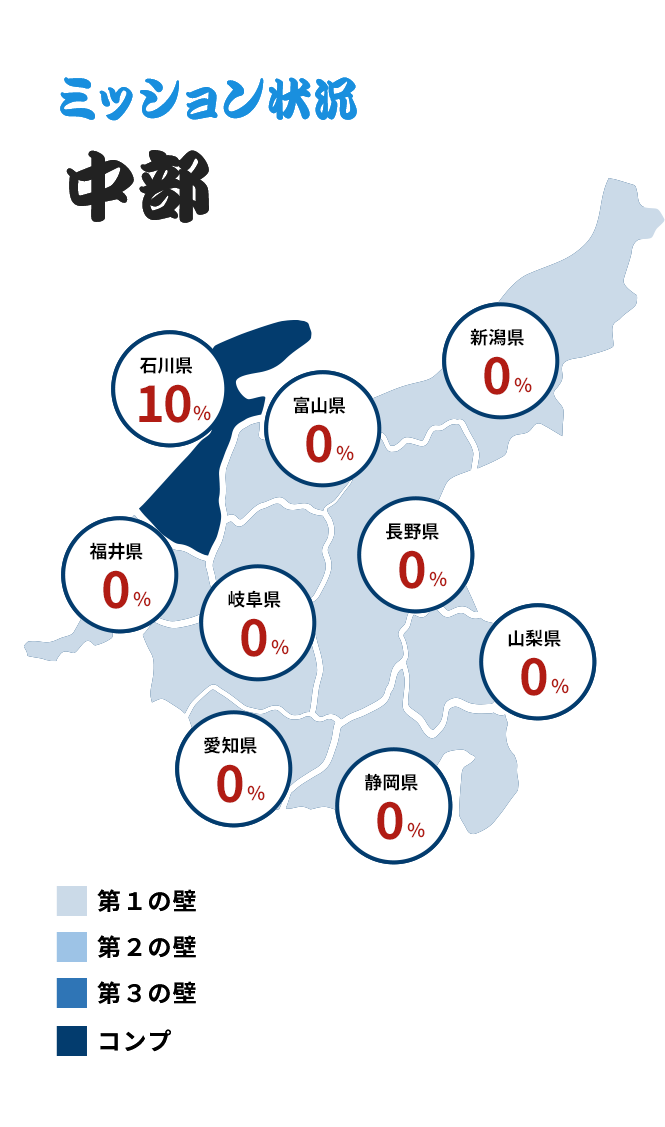 ミッション状況
中部
新潟県
0%
石川県
10%
富山県
0%
長野県
0%
福井県
0%
岐阜県
0%
山梨県
0%
愛知県
0%
静岡県
0%
第１の壁
第２の壁
第３の壁
コンプ